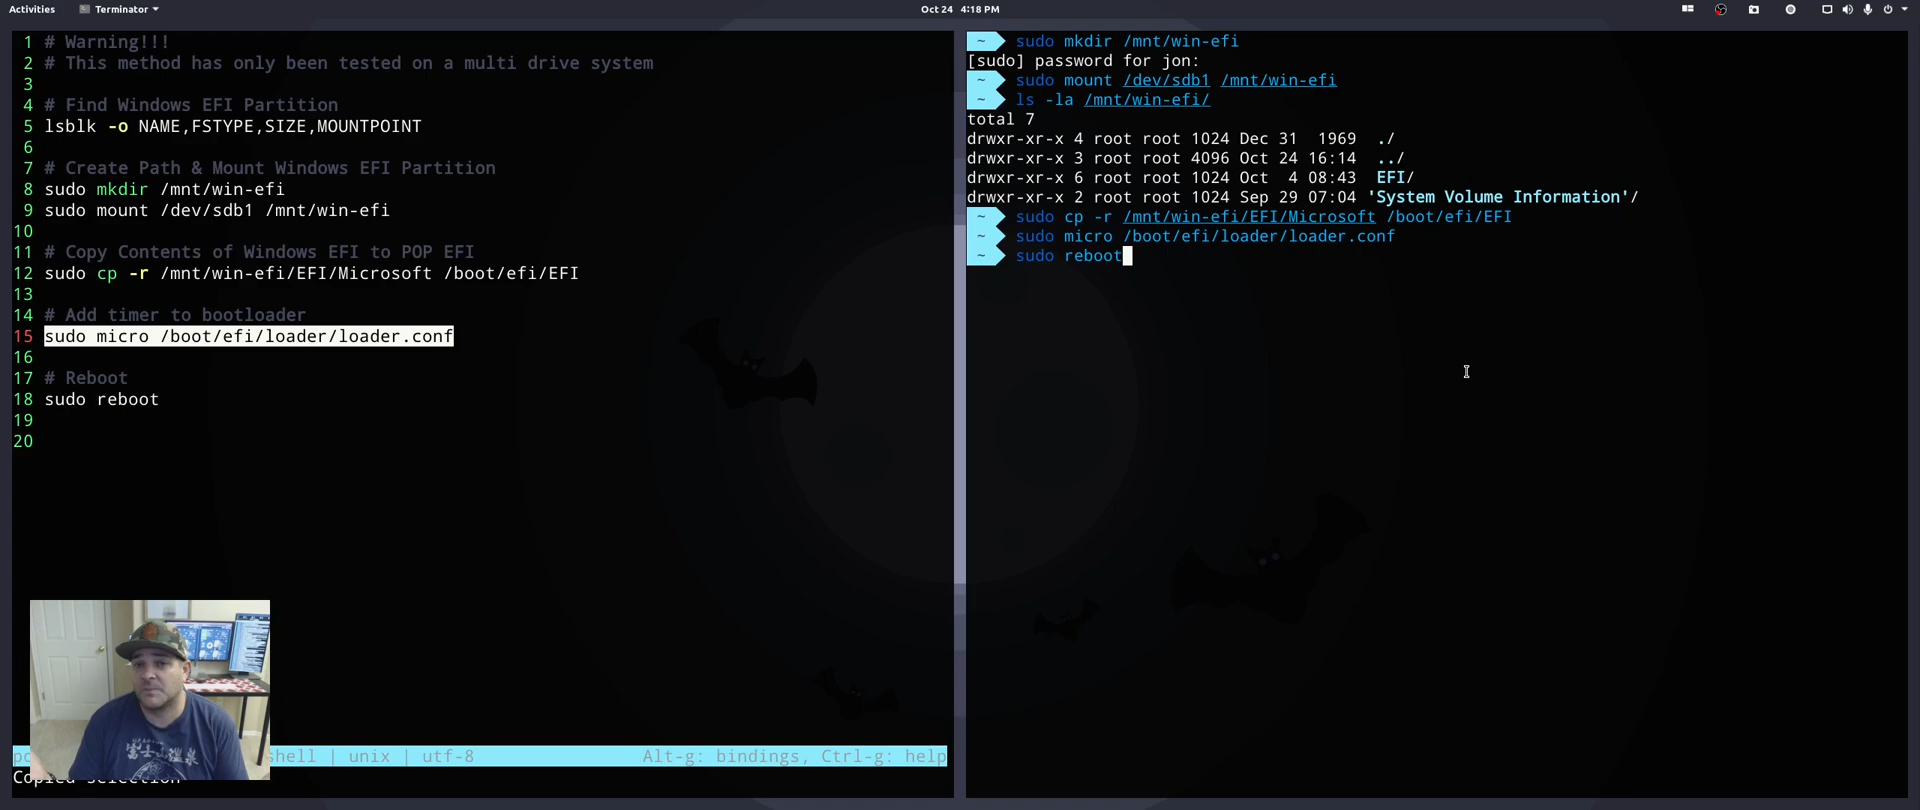 Activities Terminator Oct 24 4:18 PM
1 # Warning!!!
2 # This method has only been tested on a multi drive system
3
4 # Find Windows EFI Partition
5 lsblk -o NAME,FSTYPE,SIZE,MOUNTPOINT
6
7 # Create Path & Mount Windows EFI Partition
8 sudo mkdir /mnt/win-efi
9 sudo mount /dev/sdb1 /mnt/win-efi
10
11 # Copy Contents of Windows EFI to POP EFI
12 sudo cp -r /mnt/win-efi/EFI/Microsoft /boot/efi/EFI
13
14 # Add timer to bootloader
15 sudo micro /boot/efi/loader/loader.conf
16
17 # Reboot
18 sudo reboot
19
20
shell | unix | utf-8 Alt-g: bindings, Ctrl-g: help
Copied selection
~ sudo mkdir /mnt/win-efi
[sudo] password for jon:
~ sudo mount /dev/sdb1 /mnt/win-efi
~ ls -la /mnt/win-efi/
total 7
drwxr-xr-x 4 root root 1024 Dec 31 1969 ./
drwxr-xr-x 3 root root 4096 Oct 24 16:14 ../
drwxr-xr-x 6 root root 1024 Oct 4 08:43 EFI/
drwxr-xr-x 2 root root 1024 Sep 29 07:04 'System Volume Information'/
~ sudo cp -r /mnt/win-efi/EFI/Microsoft /boot/efi/EFI
~ sudo micro /boot/efi/loader/loader.conf
~ sudo reboot